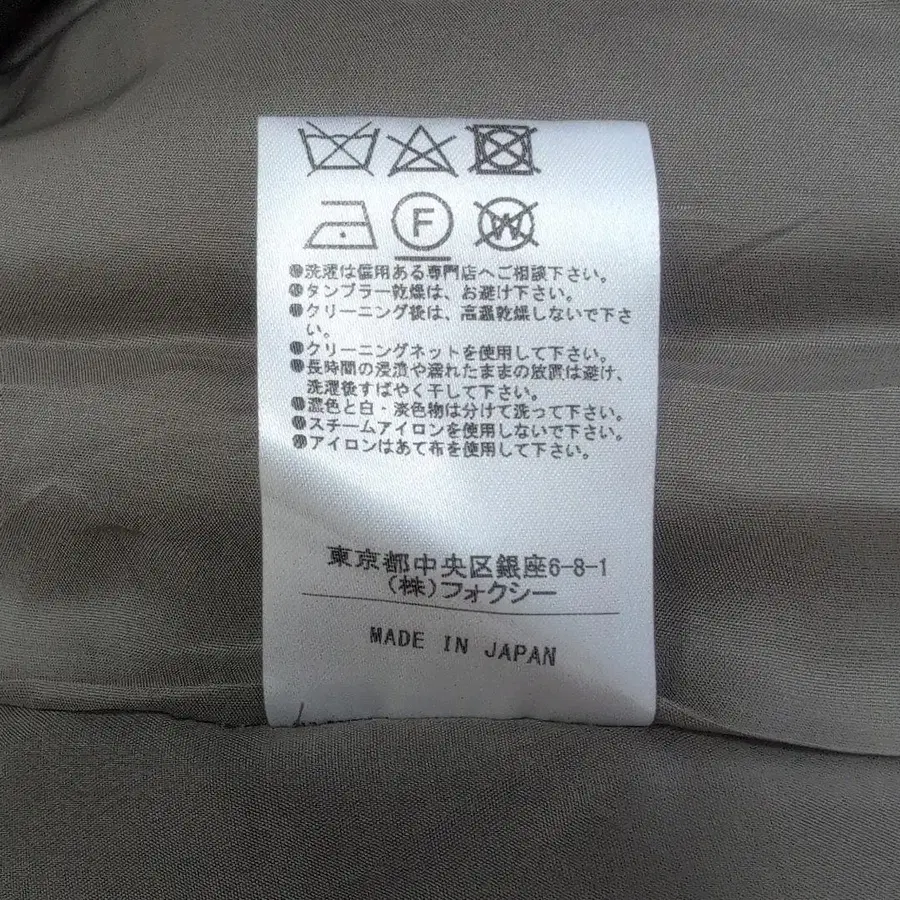 F W
●洗濯は信用ある専門店へご相談下さい。
●タンブラー乾燥は、お避け下さい。
●クリーニング後は、高温乾燥しないで下さ
い。
●クリーニングネットを使用して下さい。
●長時間の浸漬や濡れたままの放置は避け、
洗濯後すばやく干して下さい。
●濃色と白・淡色物は分けて洗って下さい。
●スチームアイロンを使用しないで下さい。
●アイロンはあて布を使用して下さい。
東京都中央区銀座6-8-1
(株)フォクシー
MADE IN JAPAN